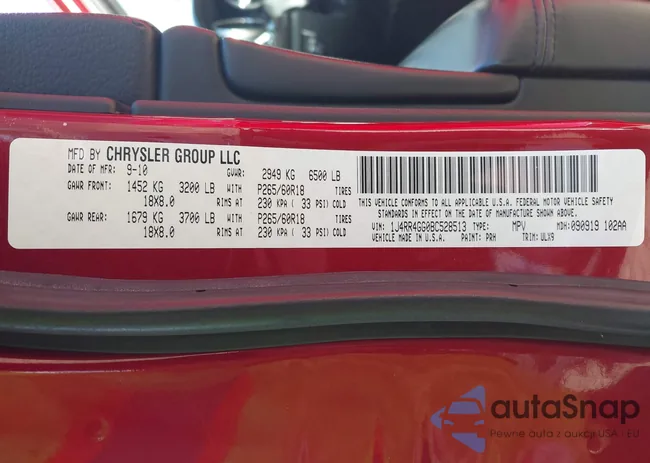 MFD BY CHRYSLER GROUP LLC
DATE OF MFR: 9-10 GVWR: 2949 KG 6500 LB
GAWR FRONT: 1452 KG 3200 LB WITH P265/60R18 TIRES
18X8.0 RIMS AT 230 KPA ( 33 PSI) COLD
GAWR REAR: 1679 KG 3700 LB WITH P265/60R18 TIRES
18X8.0 RIMS AT 230 KPA ( 33 PSI) COLD
THIS VEHICLE CONFORMS TO ALL APPLICABLE U.S.A. FEDERAL MOTOR VEHICLE SAFETY
STANDARDS IN EFFECT ON THE DATE OF MANUFACTURE SHOWN ABOVE.
VIN: 1J4RR4GG0BC528513 TYPE: MPV MDH: 090919 102AA
VEHICLE MADE IN: U.S.A. PAINT: PRH TRIM: ULX9
autaSnap
Pewne auta z aukcji USA i EU